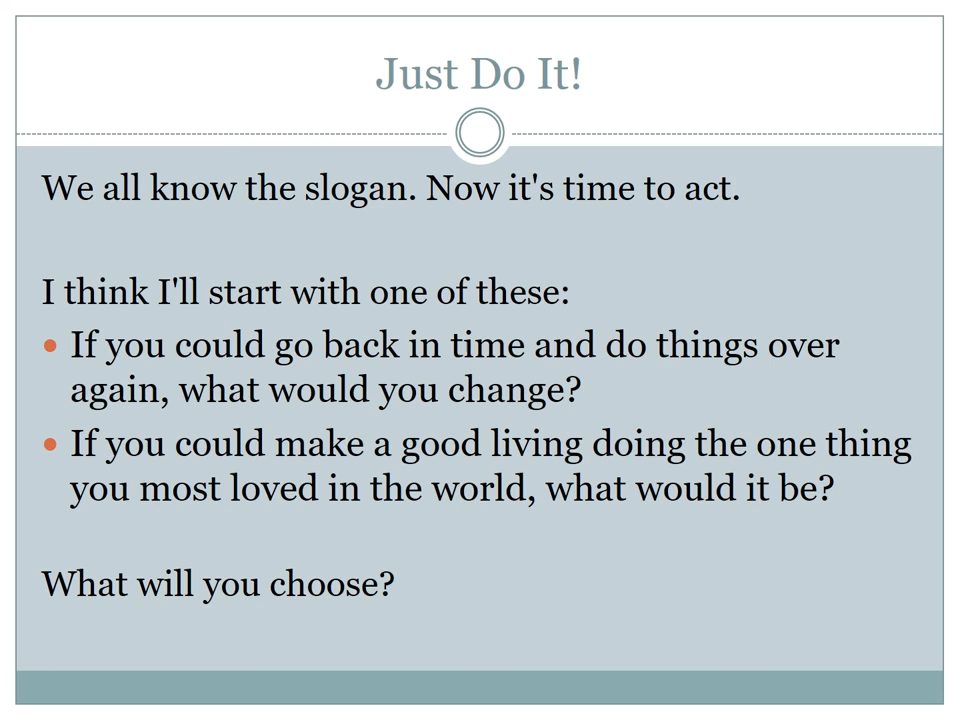 Just Do It!
We all know the slogan. Now it's time to act.
I think I'll start with one of these:
If you could go back in time and do things over
again, what would you change?
If you could make a good living doing the one thing
you most loved in the world, what would it be?
What will you choose?